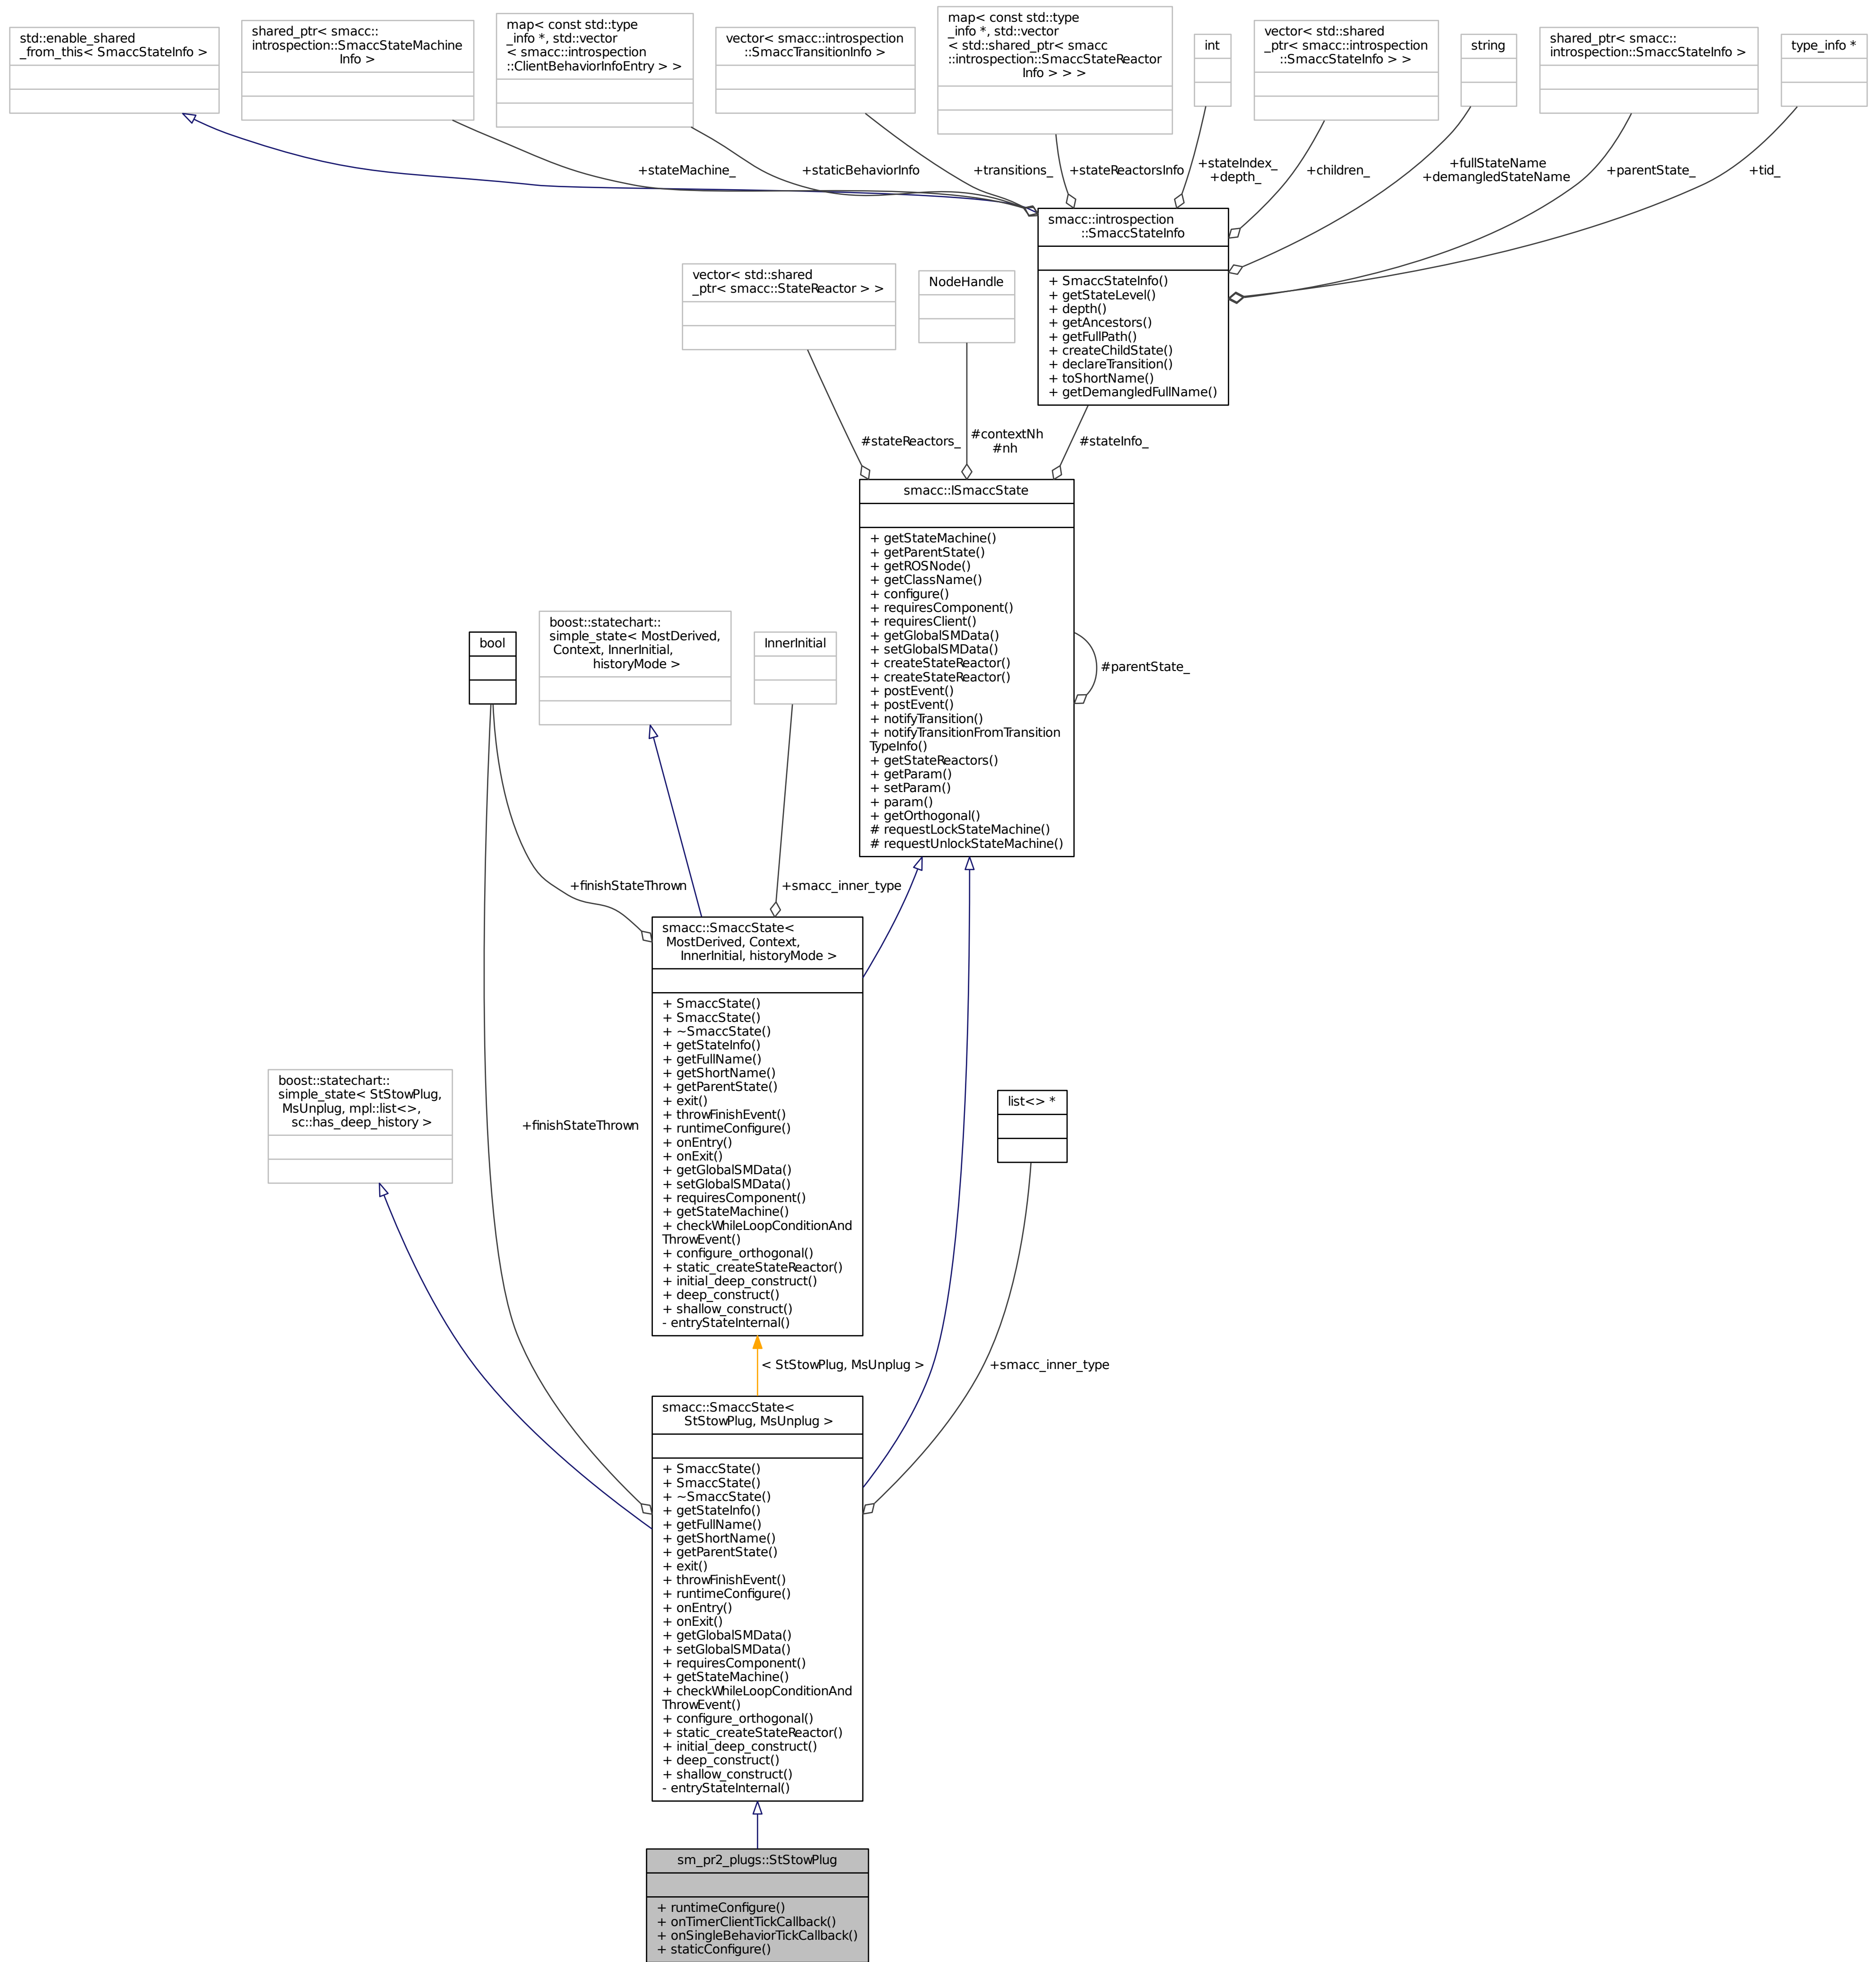 std::enable_shared
_from_this< SmaccStateInfo >
shared_ptr< smacc::
introspection::SmaccStateMachine
Info >
map< const std::type
_info *, std::vector
< smacc::introspection
::ClientBehaviorInfoEntry > >
vector< smacc::introspection
::SmaccTransitionInfo >
map< const std::type
_info *, std::vector
< std::shared_ptr< smacc
::introspection::SmaccStateReactor
Info > > >
int
vector< std::shared
_ptr< smacc::introspection
::SmaccStateInfo > >
string
shared_ptr< smacc::
introspection::SmaccStateInfo >
type_info *
+stateMachine_
+staticBehaviorInfo
+transitions_
+stateReactorsInfo
+stateIndex_
+depth_
+children_
+fullStateName
+demangledStateName
+parentState_
+tid_
smacc::introspection
::SmaccStateInfo
+ SmaccStateInfo()
+ getStateLevel()
+ depth()
+ getAncestors()
+ getFullPath()
+ createChildState()
+ declareTransition()
+ toShortName()
+ getDemangledFullName()
vector< std::shared
_ptr< smacc::StateReactor > >
NodeHandle
#stateReactors_
#contextNh
#nh
#stateInfo_
smacc::ISmaccState
+ getStateMachine()
+ getParentState()
+ getROSNode()
+ getClassName()
+ configure()
+ requiresComponent()
+ requiresClient()
+ getGlobalSMData()
+ setGlobalSMData()
+ createStateReactor()
+ createStateReactor()
+ postEvent()
+ postEvent()
+ notifyTransition()
+ notifyTransitionFromTransition
TypeInfo()
+ getStateReactors()
+ getParam()
+ setParam()
+ param()
+ getOrthogonal()
# requestLockStateMachine()
# requestUnlockStateMachine()
#parentState_
bool
boost::statechart::
simple_state< MostDerived,
Context, InnerInitial,
historyMode >
InnerInitial
+finishStateThrown
+smacc_inner_type
smacc::SmaccState<
MostDerived, Context,
InnerInitial, historyMode >
+ SmaccState()
+ SmaccState()
+ ~SmaccState()
+ getStateInfo()
+ getFullName()
+ getShortName()
+ getParentState()
+ exit()
+ throwFinishEvent()
+ runtimeConfigure()
+ onEntry()
+ onExit()
+ getGlobalSMData()
+ setGlobalSMData()
+ requiresComponent()
+ getStateMachine()
+ checkWhileLoopConditionAnd
ThrowEvent()
+ configure_orthogonal()
+ static_createStateReactor()
+ initial_deep_construct()
+ deep_construct()
+ shallow_construct()
- entryStateInternal()
boost::statechart::
simple_state< StStowPlug,
MsUnplug, mpl::list<>,
sc::has_deep_history >
+finishStateThrown
list<> *
< StStowPlug, MsUnplug >
+smacc_inner_type
smacc::SmaccState<
StStowPlug, MsUnplug >
+ SmaccState()
+ SmaccState()
+ ~SmaccState()
+ getStateInfo()
+ getFullName()
+ getShortName()
+ getParentState()
+ exit()
+ throwFinishEvent()
+ runtimeConfigure()
+ onEntry()
+ onExit()
+ getGlobalSMData()
+ setGlobalSMData()
+ requiresComponent()
+ getStateMachine()
+ checkWhileLoopConditionAnd
ThrowEvent()
+ configure_orthogonal()
+ static_createStateReactor()
+ initial_deep_construct()
+ deep_construct()
+ shallow_construct()
- entryStateInternal()
sm_pr2_plugs::StStowPlug
+ runtimeConfigure()
+ onTimerClientTickCallback()
+ onSingleBehaviorTickCallback()
+ staticConfigure()